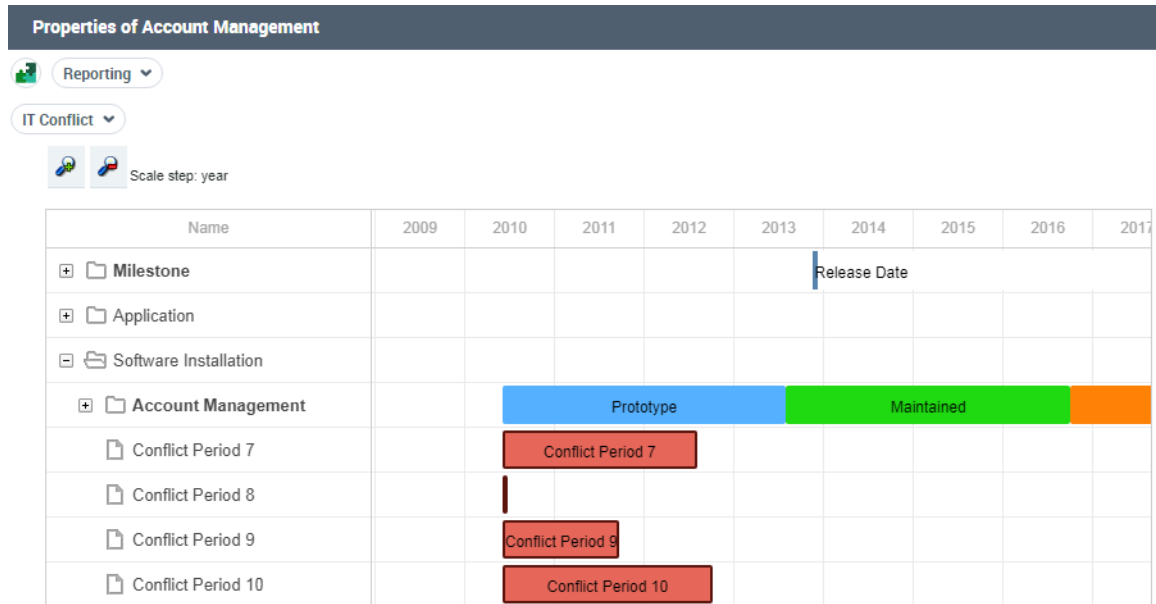 Properties of Account Management
Reporting
IT Conflict
Scale step: year
Name 2009 2010 2011 2012 2013 2014 2015 2016 2017
Milestone Release Date
Application
Software Installation
Account Management Prototype Maintained
Conflict Period 7 Conflict Period 7
Conflict Period 8
Conflict Period 9 Conflict Period 9
Conflict Period 10 Conflict Period 10